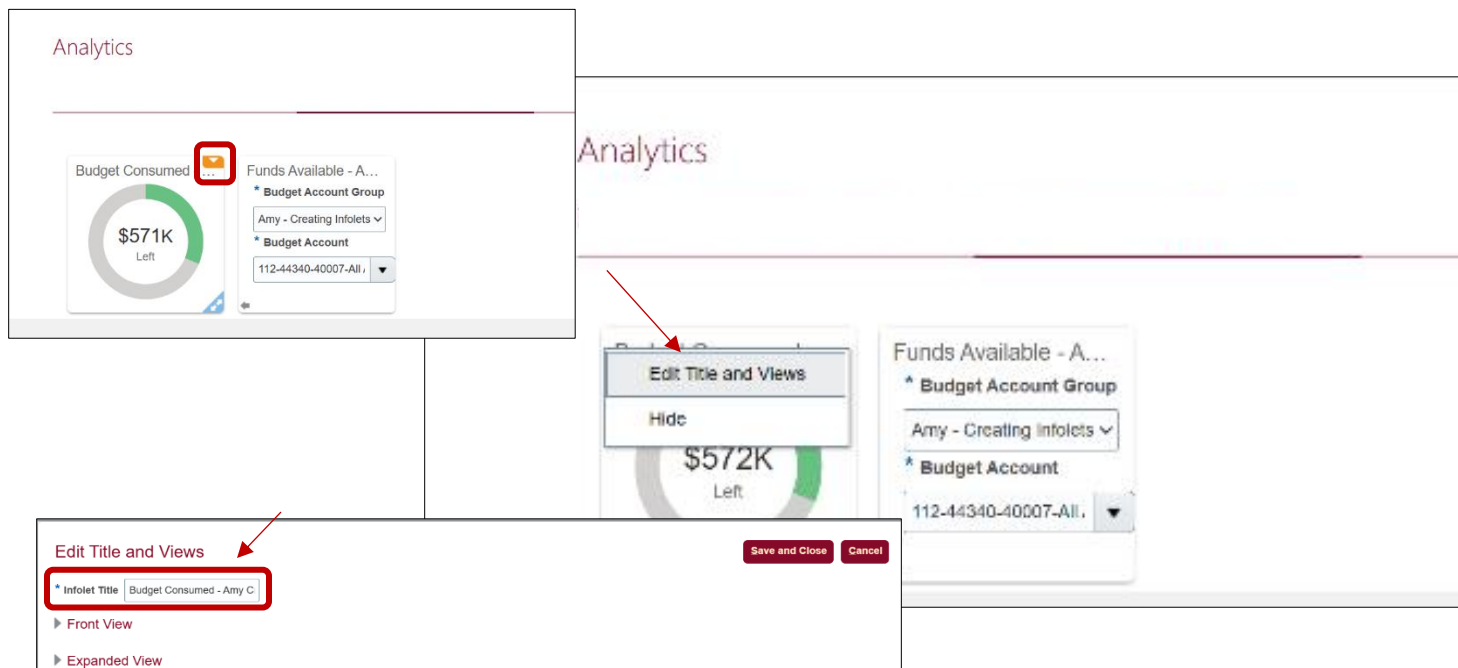 Analytics
Budget Consumed ...
$571K
Left
Funds Available - A...
* Budget Account Group
Amy - Creating Infolets
* Budget Account
112-44340-40007-All
Analytics
Edit Title and Views
Hide
$572K
Left
Funds Available - A...
* Budget Account Group
Amy - Creating Infolets
* Budget Account
112-44340-40007-All
Edit Title and Views
Save and Close
Cancel
* Infolet Title
Budget Consumed - Amy C
Front View
Expanded View